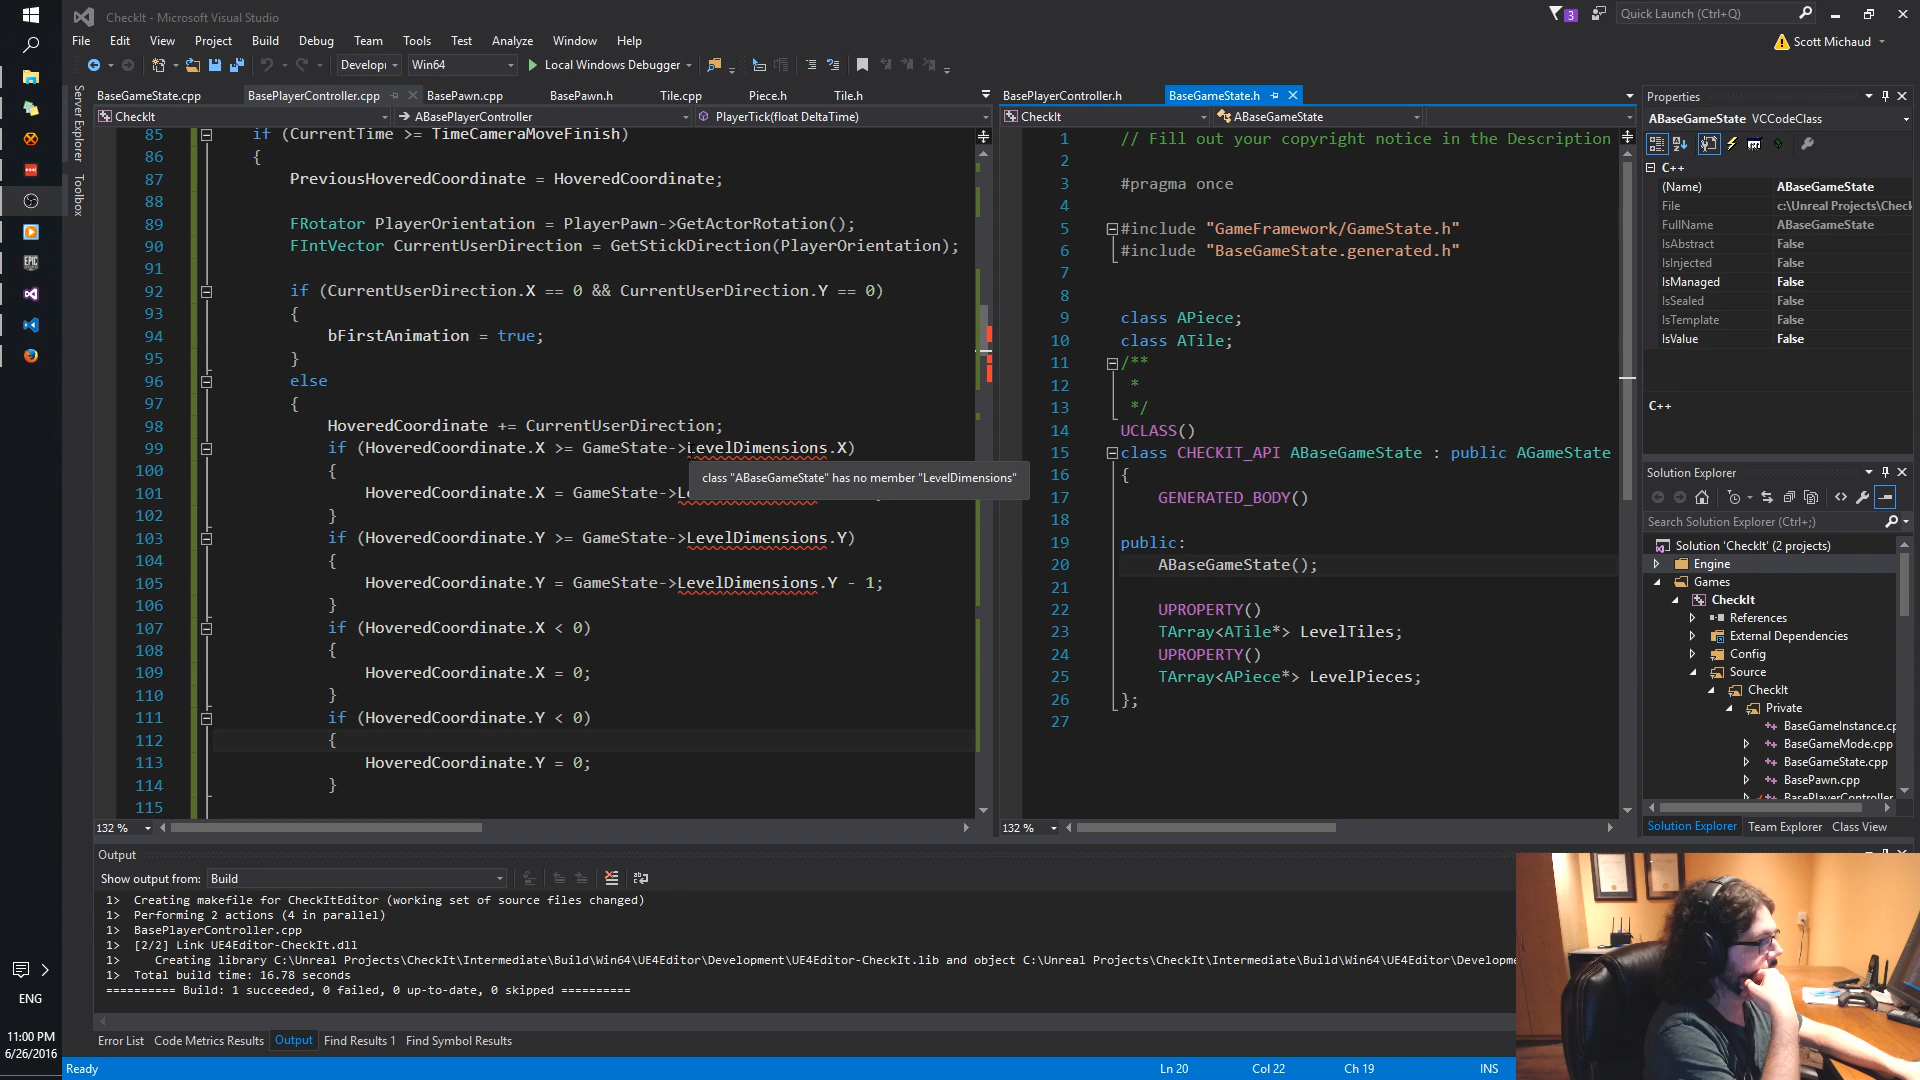 CheckIt - Microsoft Visual Studio
3
Quick Launch (Ctrl+Q)
File Edit View Project Build Debug Team Tools Test Analyze Window Help
Scott Michaud
Develop Win64 Local Windows Debugger
Server Explorer
Toolbox
BaseGameState.cpp BasePlayerController.cpp BasePawn.cpp BasePawn.h Tile.cpp Piece.h Tile.h
CheckIt ABasePlayerController PlayerTick(float DeltaTime)
85 if (CurrentTime >= TimeCameraMoveFinish)
86 {
87 PreviousHoveredCoordinate = HoveredCoordinate;
88
89 FRotator PlayerOrientation = PlayerPawn->GetActorRotation();
90 FIntVector CurrentUserDirection = GetStickDirection(PlayerOrientation);
91
92 if (CurrentUserDirection.X == 0 && CurrentUserDirection.Y == 0)
93 {
94 bFirstAnimation = true;
95 }
96 else
97 {
98 HoveredCoordinate += CurrentUserDirection;
99 if (HoveredCoordinate.X >= GameState->LevelDimensions.X)
100 {
class "ABaseGameState" has no member "LevelDimensions"
101 HoveredCoordinate.X = GameState->L
102 }
103 if (HoveredCoordinate.Y >= GameState->LevelDimensions.Y)
104 {
105 HoveredCoordinate.Y = GameState->LevelDimensions.Y - 1;
106 }
107 if (HoveredCoordinate.X < 0)
108 {
109 HoveredCoordinate.X = 0;
110 }
111 if (HoveredCoordinate.Y < 0)
112 {
113 HoveredCoordinate.Y = 0;
114 }
115
132 %
BasePlayerController.h BaseGameState.h
CheckIt ABaseGameState
1 // Fill out your copyright notice in the Description
2
3 #pragma once
4
5 #include "GameFramework/GameState.h"
6 #include "BaseGameState.generated.h"
7
8
9 class APiece;
10 class ATile;
11 /**
12 *
13 */
14 UCLASS()
15 class CHECKIT_API ABaseGameState : public AGameState
16 {
17 GENERATED_BODY()
18
19 public:
20 ABaseGameState();
21
22 UPROPERTY()
23 TArray<ATile*> LevelTiles;
24 UPROPERTY()
25 TArray<APiece*> LevelPieces;
26 };
27
132 %
Properties
ABaseGameState VCCodeClass
C++
(Name) ABaseGameState
File c:\Unreal Projects\Check
FullName ABaseGameState
IsAbstract False
IsInjected False
IsManaged False
IsSealed False
IsTemplate False
IsValue False
C++
Solution Explorer
Search Solution Explorer (Ctrl+;)
Solution 'CheckIt' (2 projects)
Engine
Games
CheckIt
References
External Dependencies
Config
Source
CheckIt
Private
BaseGameInstance.cp
BaseGameMode.cpp
BaseGameState.cpp
BasePawn.cpp
BasePlayerController
Solution Explorer Team Explorer Class View
Output
Show output from: Build
1> Creating makefile for CheckItEditor (working set of source files changed)
1> Performing 2 actions (4 in parallel)
1> BasePlayerController.cpp
1> [2/2] Link UE4Editor-CheckIt.dll
1> Creating library C:\Unreal Projects\CheckIt\Intermediate\Build\Win64\UE4Editor\Development\UE4Editor-CheckIt.lib and object C:\Unreal Projects\CheckIt\Intermediate\Build\Win64\UE4Editor\Developmen
1> Total build time: 16.78 seconds
========== Build: 1 succeeded, 0 failed, 0 up-to-date, 0 skipped ==========
Error List Code Metrics Results Output Find Results 1 Find Symbol Results
Ready Ln 20 Col 22 Ch 19 INS
EPIC
ENG
11:00 PM
6/26/2016